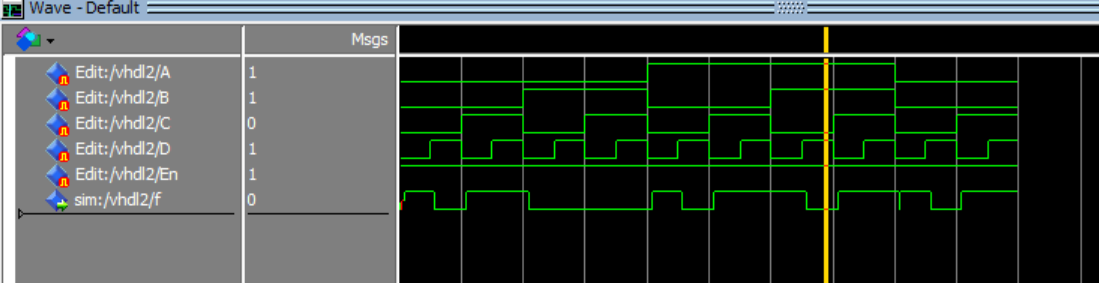 Wave - Default
Msgs
Edit:/vhdl2/A 1
Edit:/vhdl2/B 1
Edit:/vhdl2/C 0
Edit:/vhdl2/D 1
Edit:/vhdl2/En 1
sim:/vhdl2/f 0